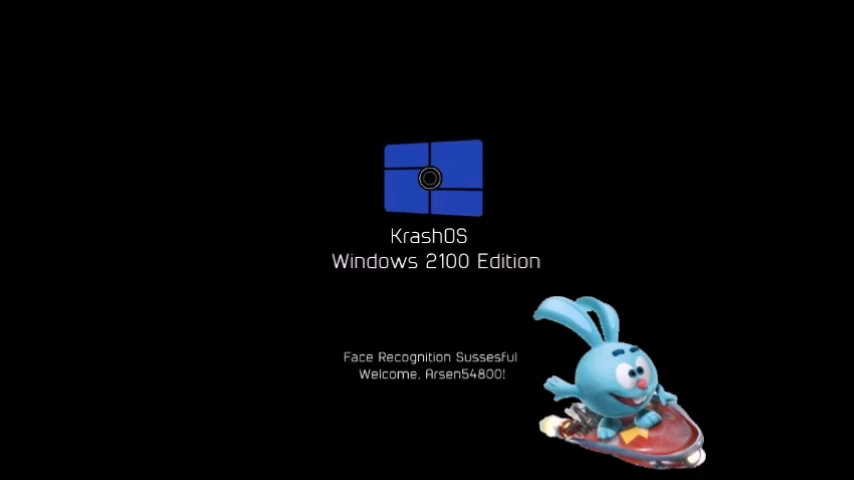 KrashOS
Windows 2100 Edition
Face Recognition Sussesful
Welcome, Arsen54800!